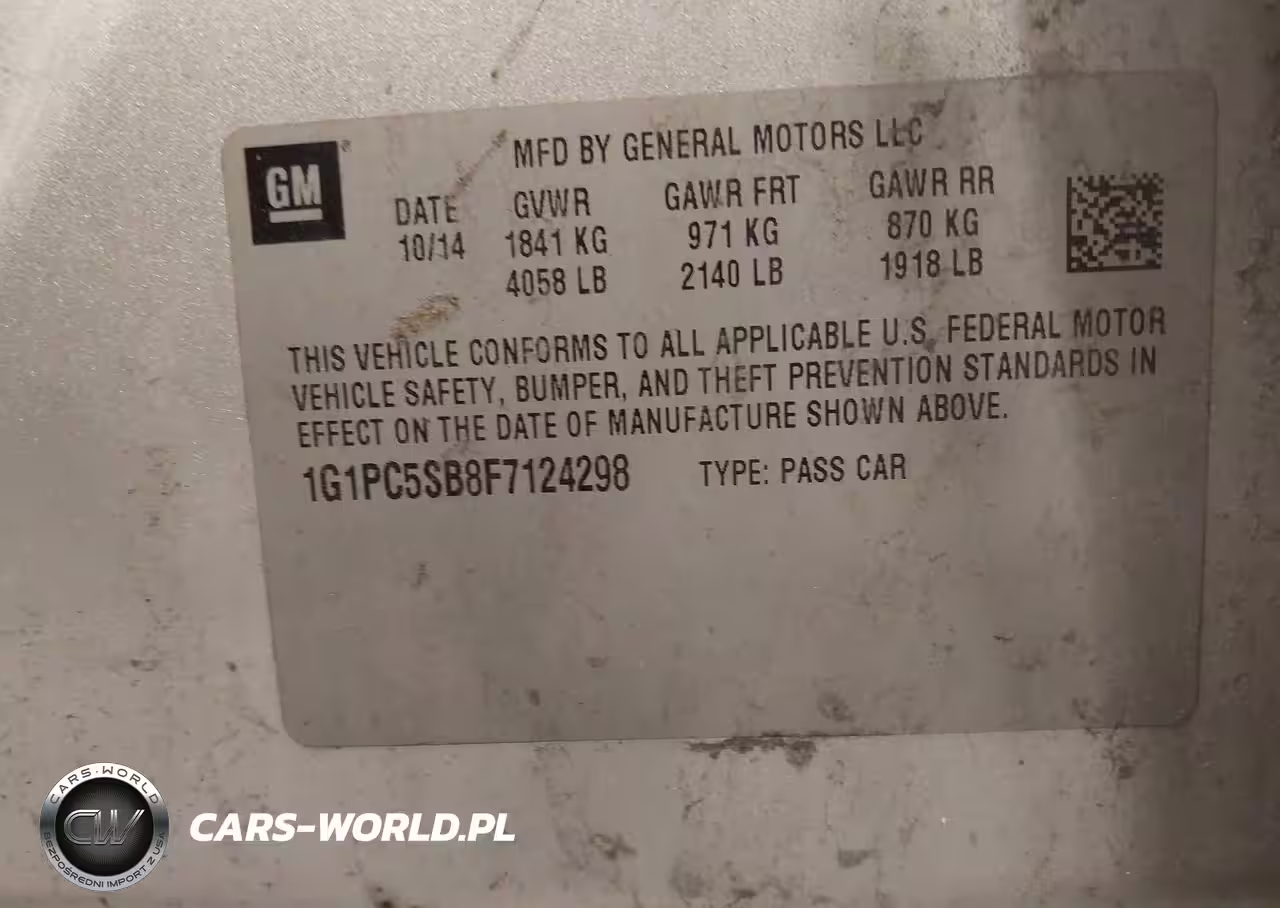 GM
MFD BY GENERAL MOTORS LLC
DATE GVWR GAWR FRT GAWR RR
10/14 1841 KG 971 KG 870 KG
4058 LB 2140 LB 1918 LB
THIS VEHICLE CONFORMS TO ALL APPLICABLE U.S. FEDERAL MOTOR
VEHICLE SAFETY, BUMPER, AND THEFT PREVENTION STANDARDS IN
EFFECT ON THE DATE OF MANUFACTURE SHOWN ABOVE.
1G1PC5SB8F7124298 TYPE: PASS CAR
CARS-WORLD
CW
BEZPOŚREDNI IMPORT Z USA
CARS-WORLD.PL